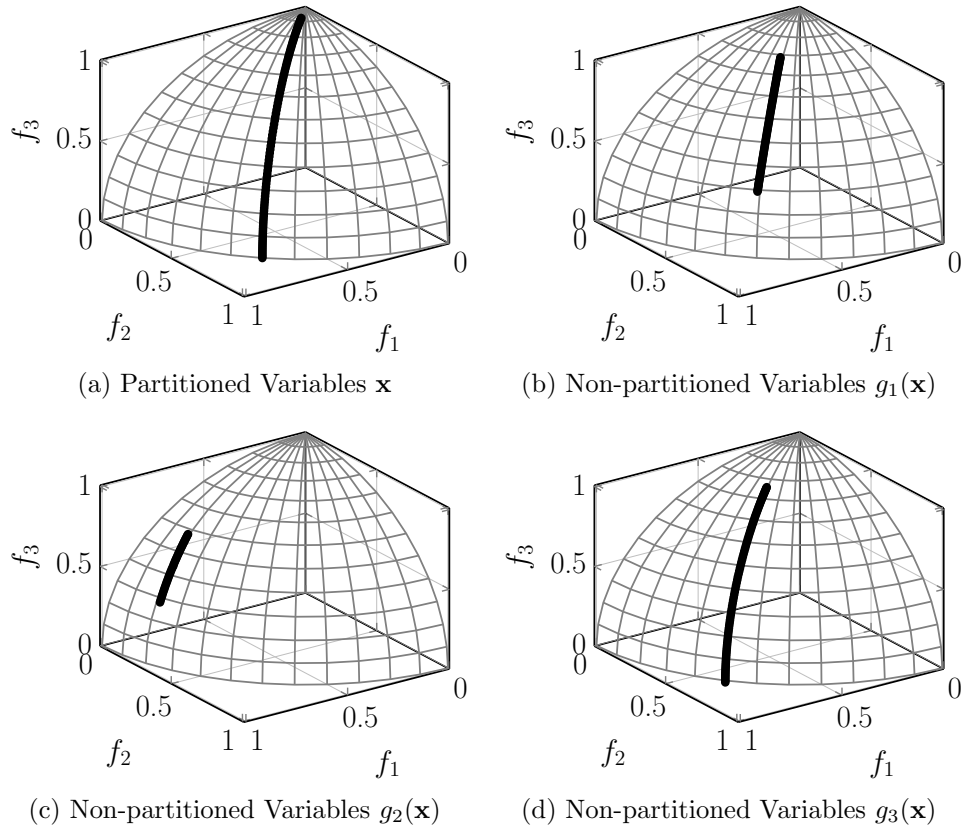 1
0.5
0
f₃
0
0.5
1
f₂
1
0.5
0
f₁
(a) Partitioned Variables **x**
1
0.5
0
f₃
0
0.5
1
f₂
1
0.5
0
f₁
(b) Non-partitioned Variables g₁(**x**)
1
0.5
0
f₃
0
0.5
1
f₂
1
0.5
0
f₁
(c) Non-partitioned Variables g₂(**x**)
1
0.5
0
f₃
0
0.5
1
f₂
1
0.5
0
f₁
(d) Non-partitioned Variables g₃(**x**)